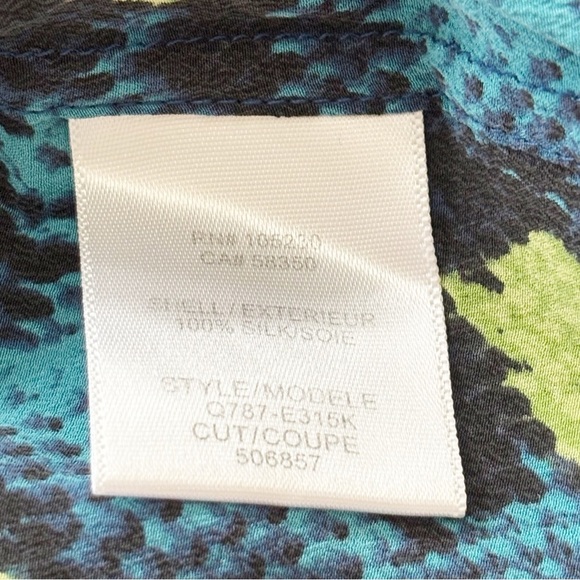 RN# 105230
CA# 58350
SHELL/EXTERIEUR
100% SILK/SOIE
STYLE/MODELE
Q787-E315K
CUT/COUPE
506857